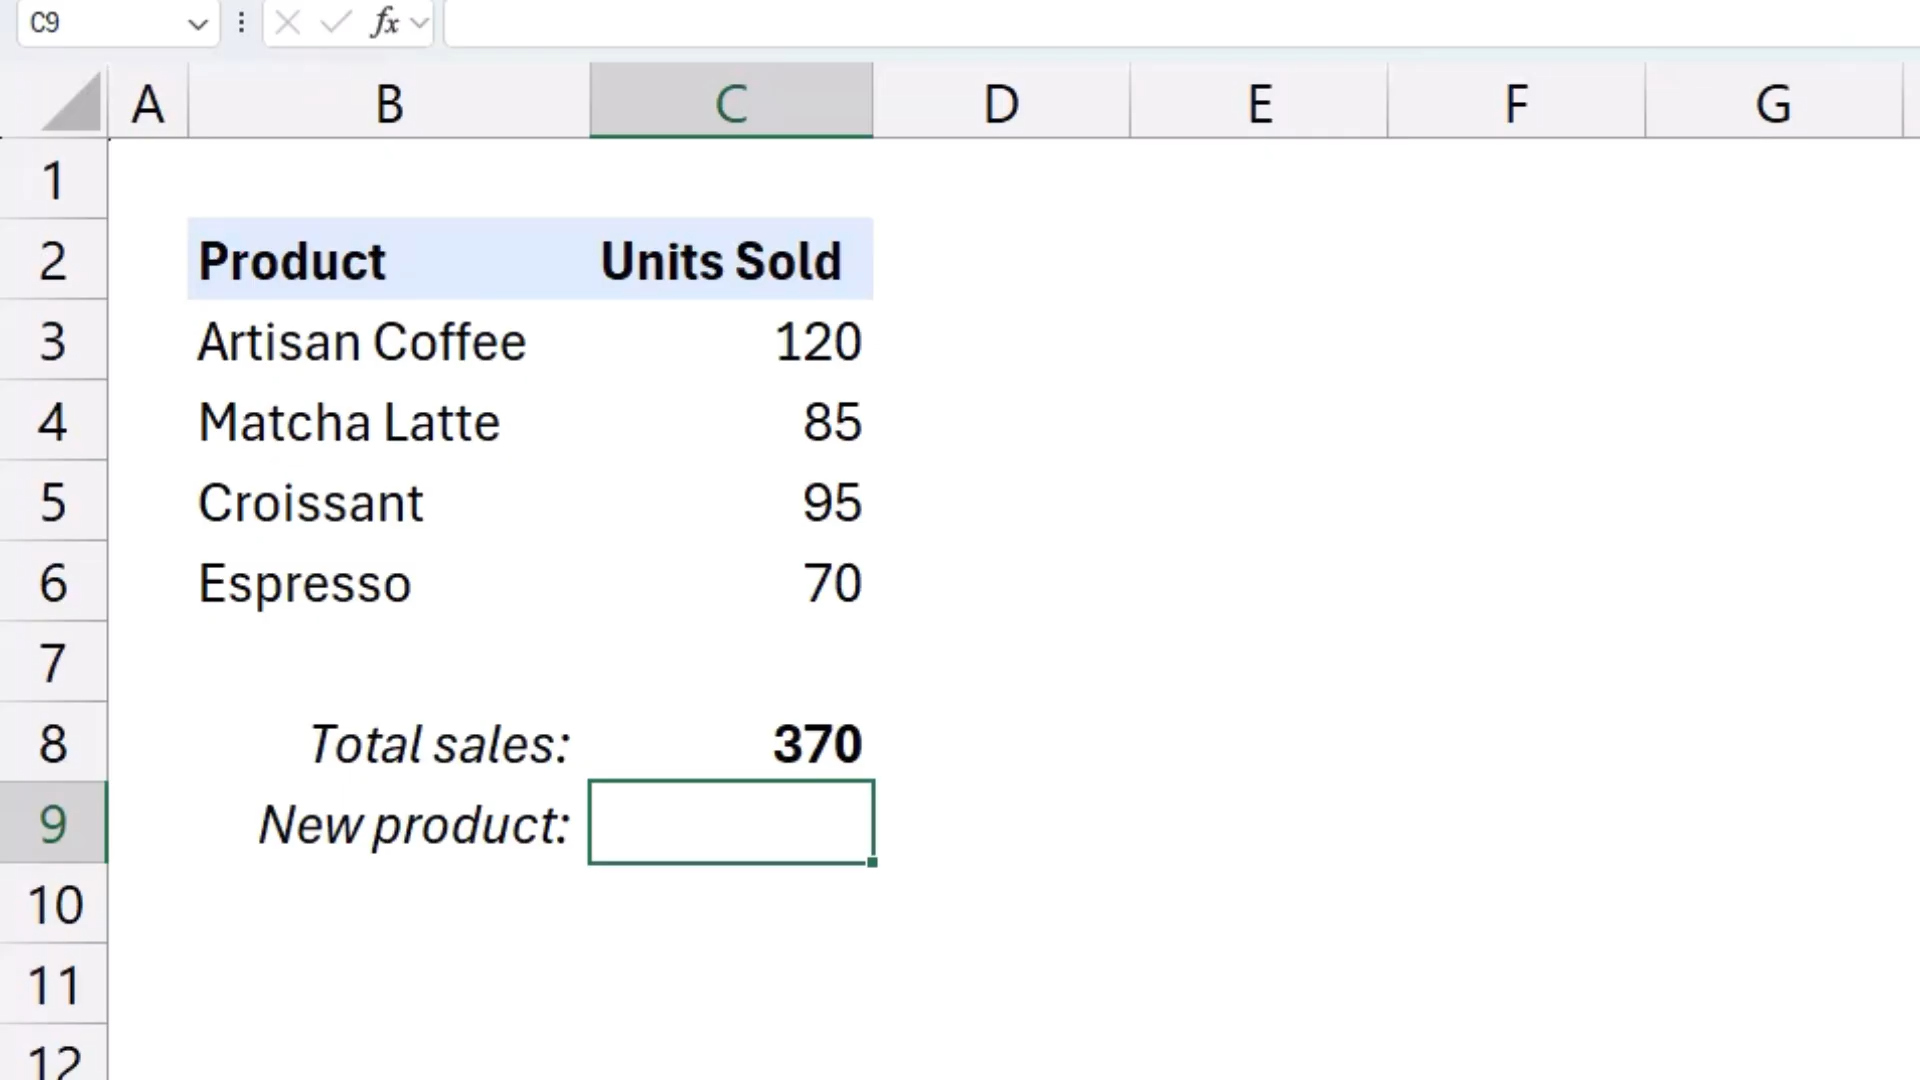 C9 fx
A B C D E F G
1
2 Product Units Sold
3 Artisan Coffee 120
4 Matcha Latte 85
5 Croissant 95
6 Espresso 70
7
8 Total sales: 370
9 New product:
10
11
12